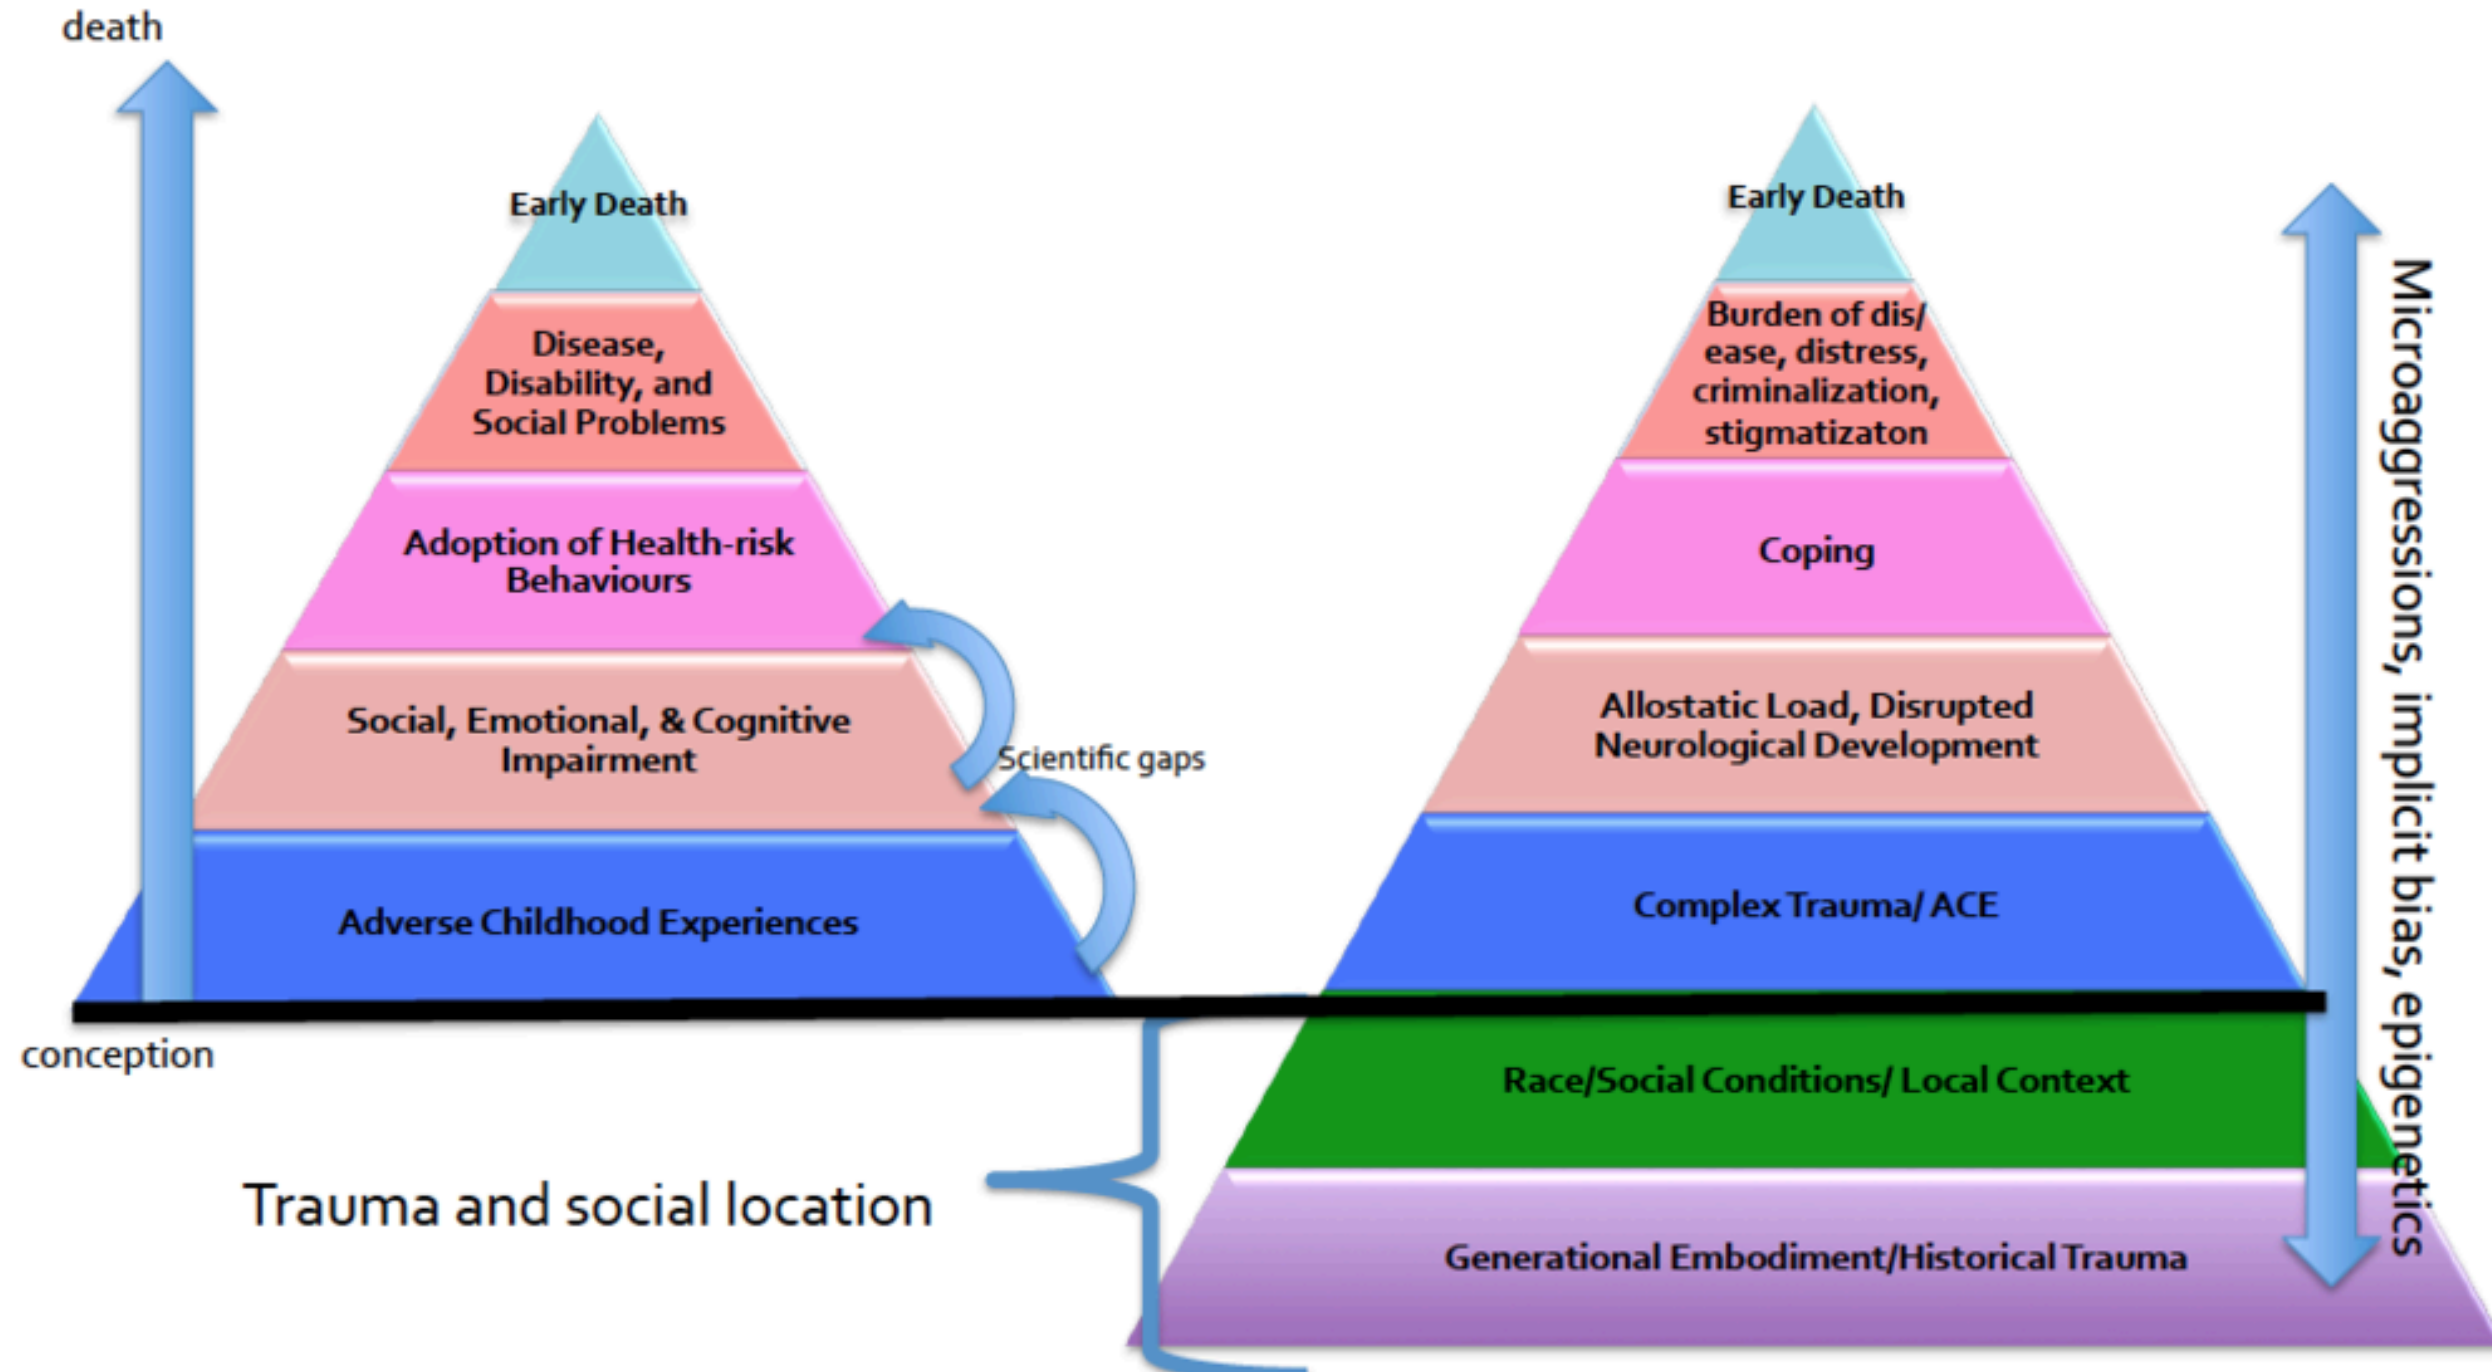 death
Early Death
Disease,
Disability, and
Social Problems
Adoption of Health-risk
Behaviours
Social, Emotional, & Cognitive
Impairment
Scientific gaps
Adverse Childhood Experiences
conception
Trauma and social location
Early Death
Burden of dis/
ease, distress,
criminalization,
stigmatizaton
Coping
Allostatic Load, Disrupted
Neurological Development
Complex Trauma/ ACE
Race/Social Conditions/ Local Context
Generational Embodiment/Historical Trauma
Microaggressions, implicit bias, epigenetics